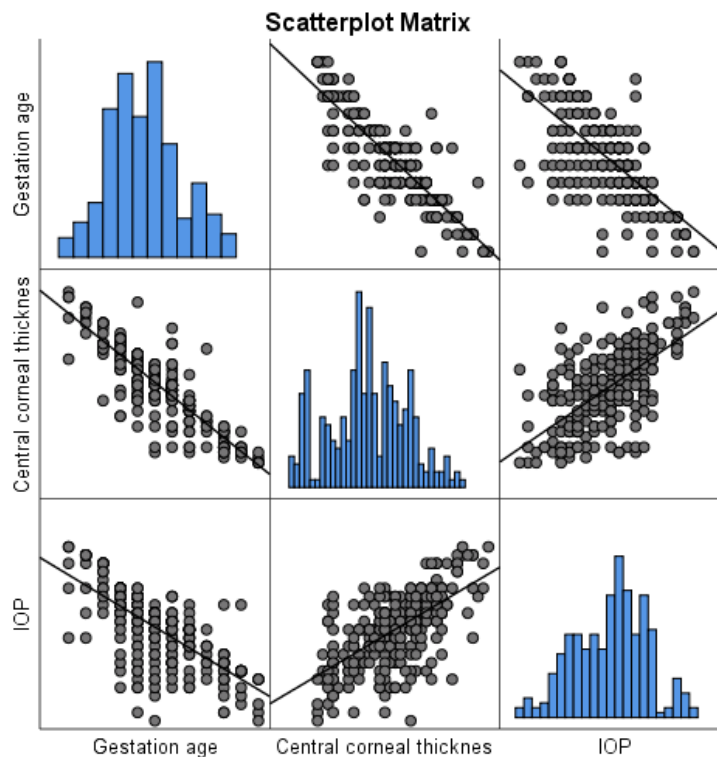 Scatterplot Matrix
Gestation age
Central corneal thicknes
IOP
Gestation age
Central corneal thicknes
IOP